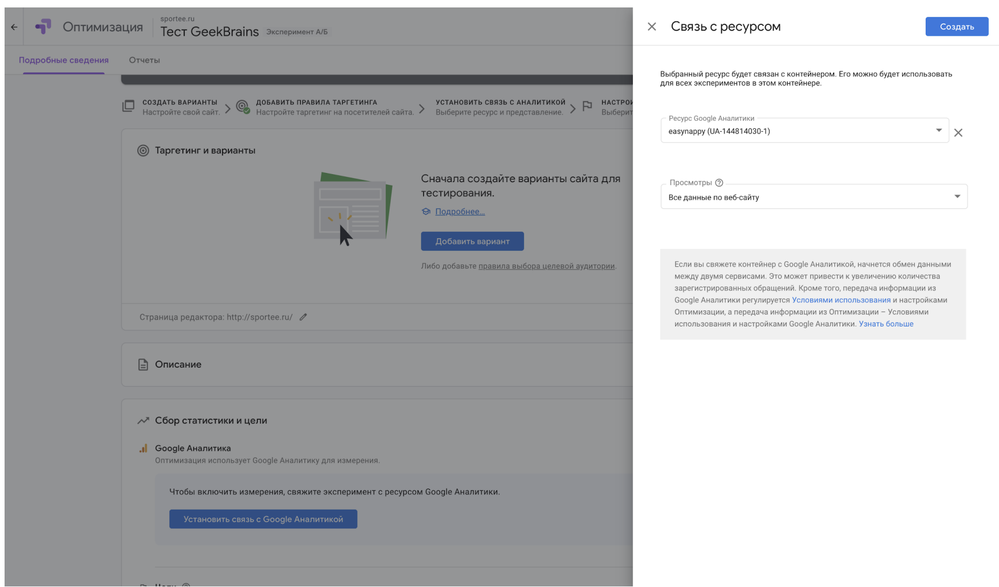 Оптимизация
sportee.ru
Тест GeekBrains Эксперимент А/Б
Подробные сведения Отчеты
СОЗДАТЬ ВАРИАНТЫ
Настройте свой сайт.
ДОБАВИТЬ ПРАВИЛА ТАРГЕТИНГА
Настройте таргетинг на посетителей сайта.
УСТАНОВИТЬ СВЯЗЬ С АНАЛИТИКОЙ
Выберите ресурс и представление.
НАСТРОИ
Выберит
Таргетинг и варианты
Сначала создайте варианты сайта для
тестирования.
Подробнее...
Добавить вариант
Либо добавьте правила выбора целевой аудитории.
Страница редактора: http://sportee.ru/
Описание
Сбор статистики и цели
Google Аналитика
Оптимизация использует Google Аналитику для измерения.
Чтобы включить измерения, свяжите эксперимент с ресурсом Google Аналитики.
Установить связь с Google Аналитикой
Связь с ресурсом
Создать
Выбранный ресурс будет связан с контейнером. Его можно будет использовать
для всех экспериментов в этом контейнере.
Ресурс Google Аналитики
easynappy (UA-144814030-1)
Просмотры
Все данные по веб-сайту
Если вы свяжете контейнер с Google Аналитикой, начнется обмен данными
между двумя сервисами. Это может привести к увеличению количества
зарегистрированных обращений. Кроме того, передача информации из
Google Аналитики регулируется Условиями использования и настройками
Оптимизации, а передача информации из Оптимизации – Условиями
использования и настройками Google Аналитики. Узнать больше